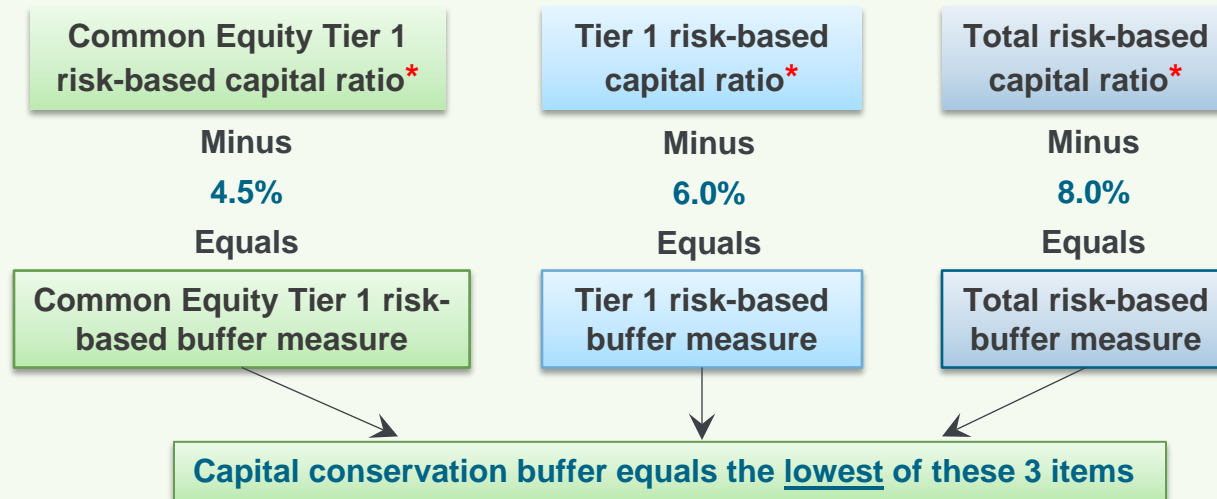 Common Equity Tier 1
risk-based capital ratio*
Minus
4.5%
Equals
Common Equity Tier 1 risk-
based buffer measure
Tier 1 risk-based
capital ratio*
Minus
6.0%
Equals
Tier 1 risk-based
buffer measure
Total risk-based
capital ratio*
Minus
8.0%
Equals
Total risk-based
buffer measure
Capital conservation buffer equals the lowest of these 3 items